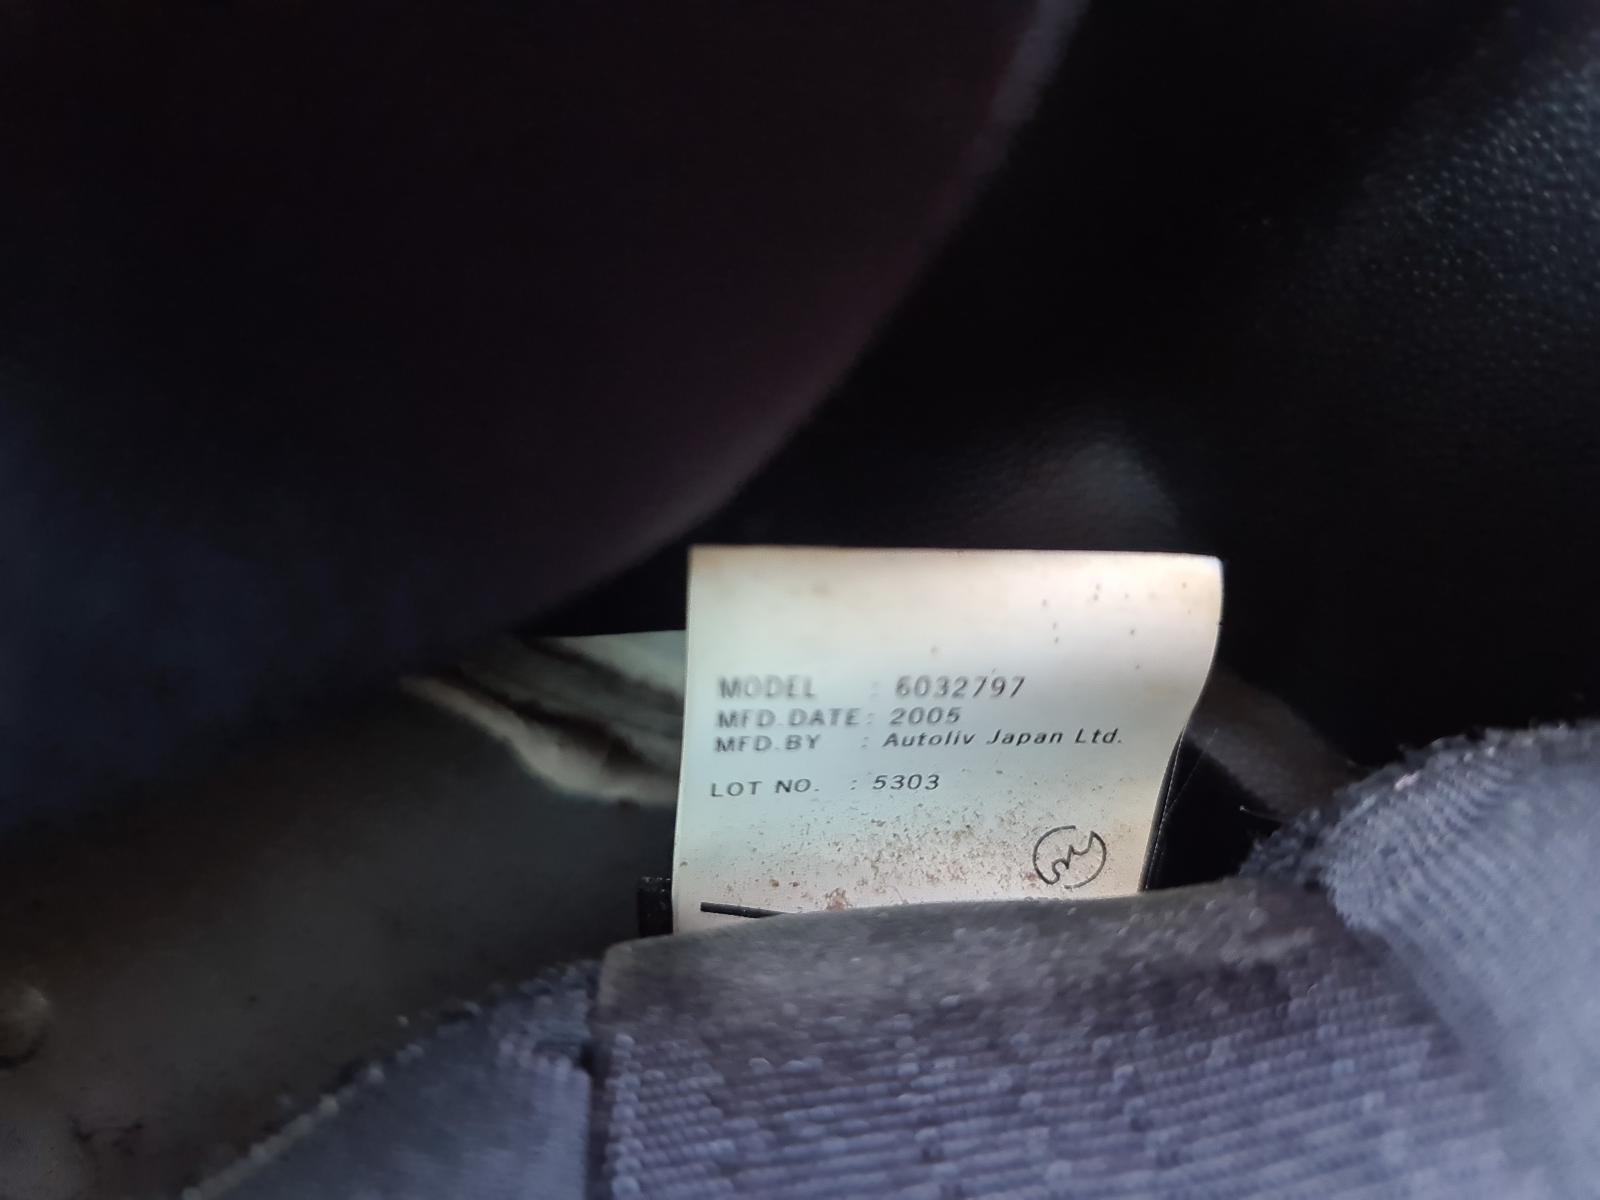 MODEL : 6032797
MFD.DATE : 2005
MFD.BY : Autoliv Japan Ltd.
LOT NO. : 5303